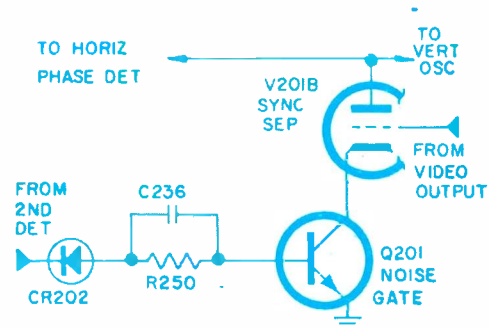 TO HORIZ
PHASE DET
TO
VERT
OSC
V201B
SYNC
SEP
FROM
VIDEO
OUTPUT
FROM
2ND
DET
C236
R250
CR202
Q201
NOISE
GATE